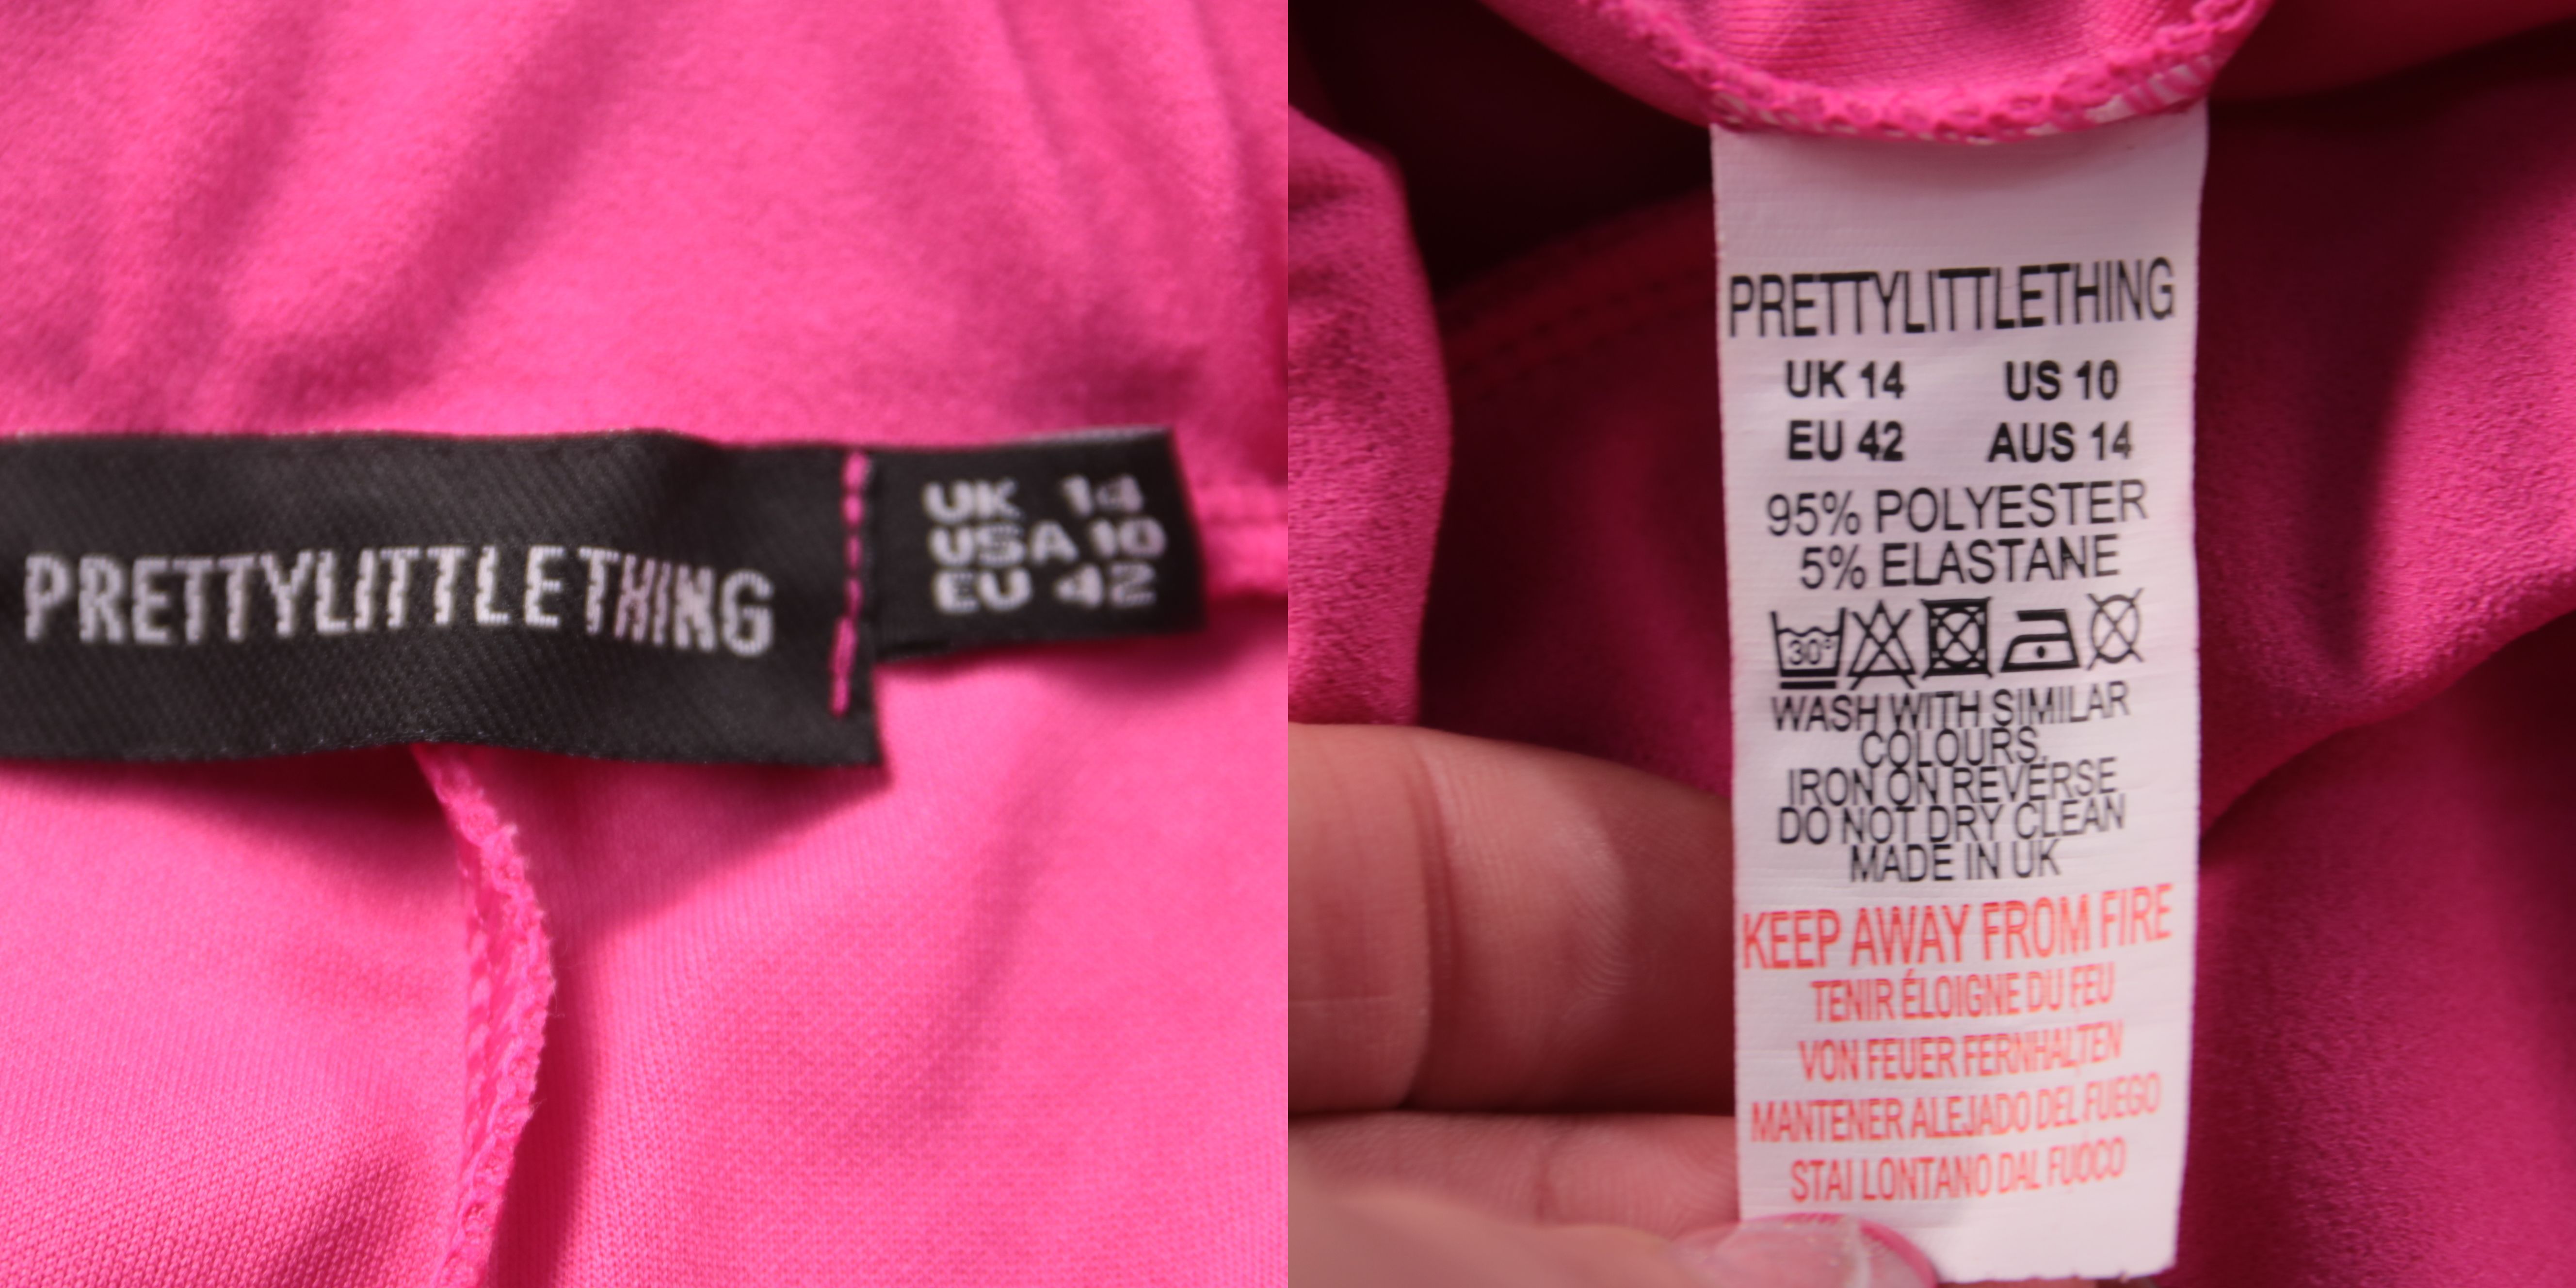 PRETTYLITTLETHING
UK 14
USA 10
EU 42
PRETTYLITTLETHING
UK 14 US 10
EU 42 AUS 14
95% POLYESTER
5% ELASTANE
30°
WASH WITH SIMILAR
COLOURS.
IRON ON REVERSE
DO NOT DRY CLEAN
MADE IN UK
KEEP AWAY FROM FIRE
TENIR ÉLOIGNE DU FEU
VON FEUER FERNHALTEN
MANTENER ALEJADO DEL FUEGO
STAI LONTANO DAL FUOCO